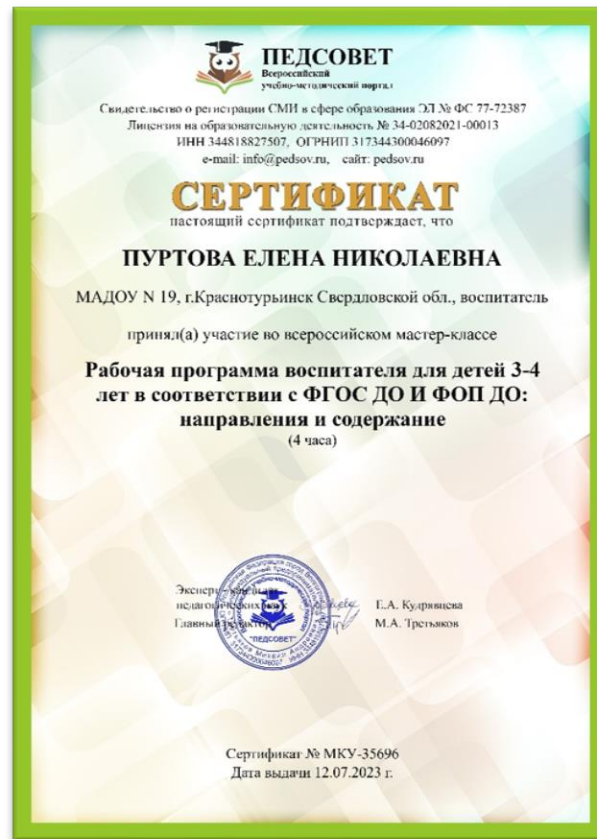 ПЕДСОВЕТ
Всероссийский
учебно-методический портал
Свидетельство о регистрации СМИ в сфере образования ЭЛ № ФС 77-72387
Лицензия на образовательную деятельность № 34-02082021-00013
ИНН 344818827507, ОГРНИП 317344300046097
e-mail: info@pedsov.ru, сайт: pedsov.ru
СЕРТИФИКАТ
настоящий сертификат подтверждает, что
ПУРТОВА ЕЛЕНА НИКОЛАЕВНА
МАДОУ N 19, г.Краснотурьинск Свердловской обл., воспитатель
принял(а) участие во всероссийском мастер-классе
Рабочая программа воспитателя для детей 3-4
лет в соответствии с ФГОС ДО И ФОП ДО:
направления и содержание
(4 часа)
Эксперт - кандидат
педагогических наук Е.А. Кудрявцева
Главный редактор М.А. Третьяков
"ПЕДСОВЕТ"
Сертификат № МКУ-35696
Дата выдачи 12.07.2023 г.